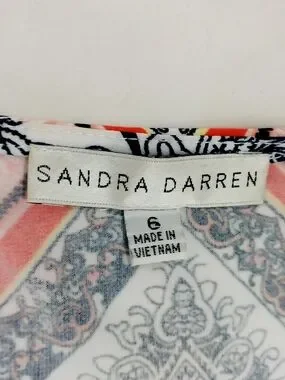 SANDRA DARREN
6
MADE IN
VIETNAM